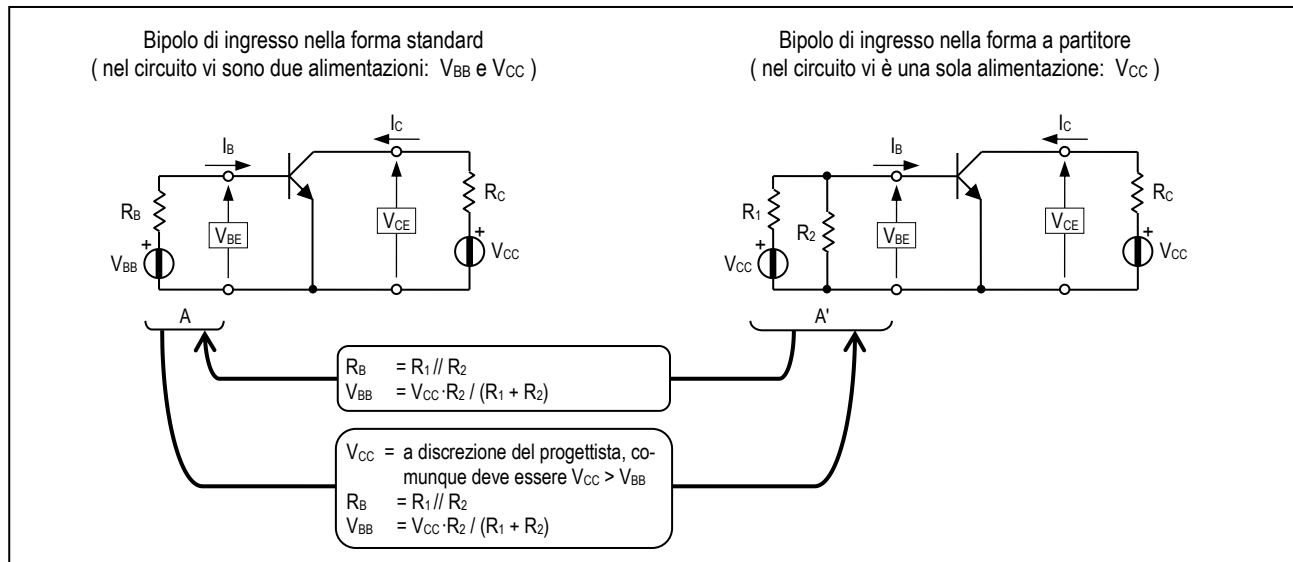 Bipolo di ingresso nella forma standard
( nel circuito vi sono due alimentazioni: VBB e VCC )
Bipolo di ingresso nella forma a partitore
( nel circuito vi è una sola alimentazione: VCC )
IB
IC
RB
VBE
VCE
RC
+
VBB
+
VCC
A
IB
IC
R1
R2
VBE
VCE
RC
+
VCC
+
VCC
A'
RB = R1 // R2
VBB = VCC·R2 / (R1 + R2)
VCC = a discrezione del progettista, co-
munque deve essere VCC > VBB
RB = R1 // R2
VBB = VCC·R2 / (R1 + R2)